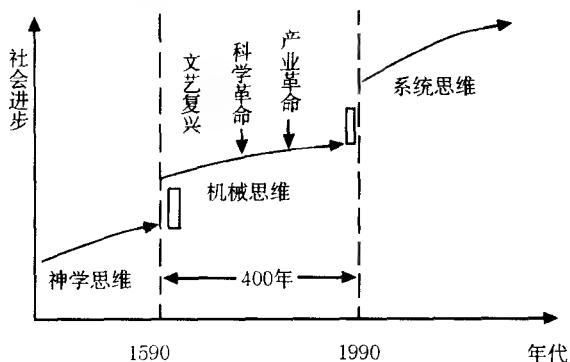 社会进步
文艺复兴
科学革命
产业革命
系统思维
机械思维
神学思维
400年
1590
1990
年代